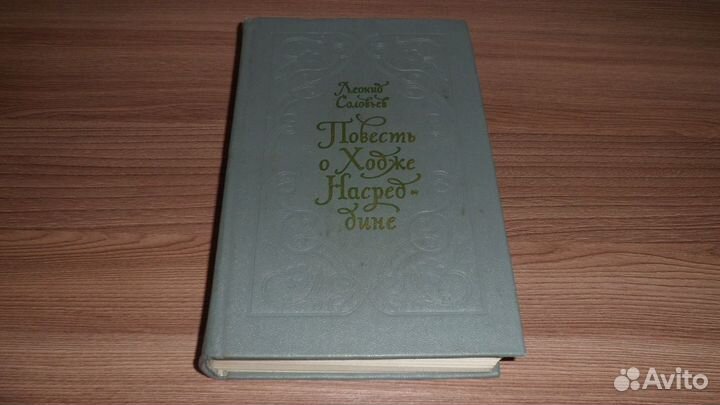 Леонид
Соловьев
Повесть
о Ходже
Насред-
дине
Avito